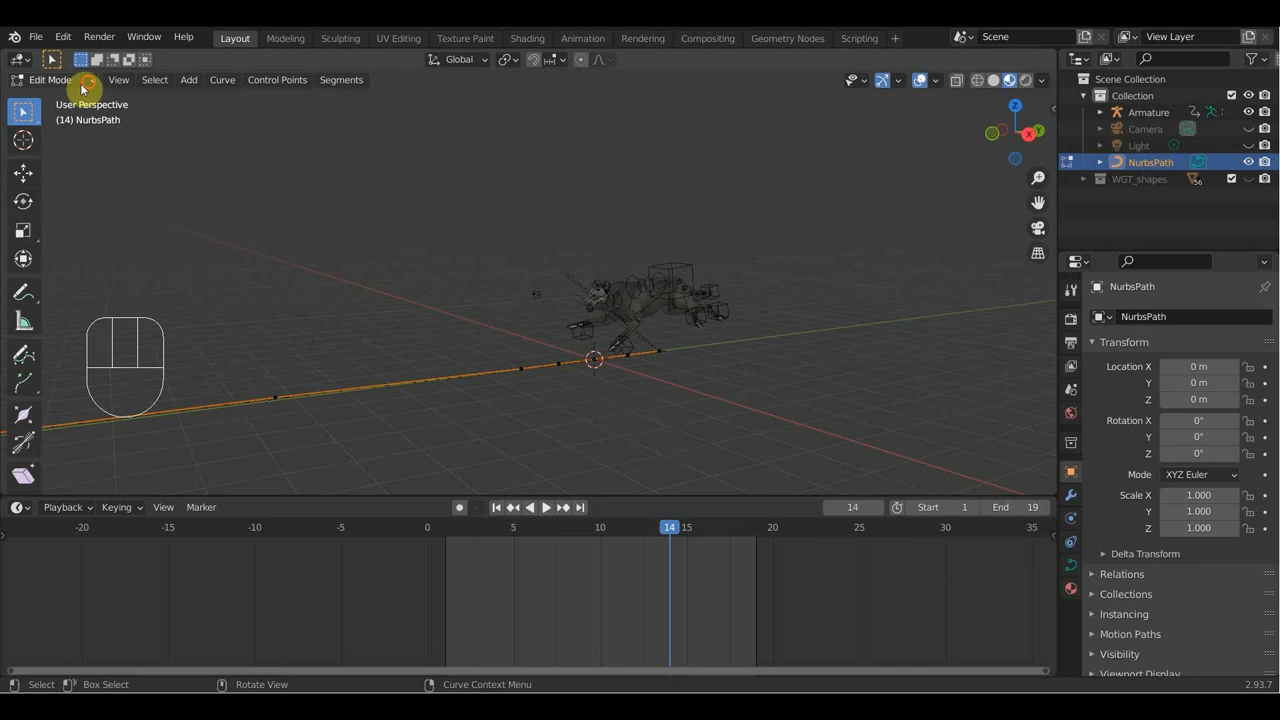 File Edit Render Window Help Layout Modeling Sculpting UV Editing Texture Paint Shading Animation Rendering Compositing Geometry Nodes Scripting Scene View Layer
Global
Edit Mode View Select Add Curve Control Points Segments
User Perspective
(14) NurbsPath
X
Y
Z
Scene Collection
Collection
Armature
Camera
Light
NurbsPath
WGT_shapes 56
NurbsPath
NurbsPath
Transform
Location X 0 m
Y 0 m
Z 0 m
Rotation X 0°
Y 0°
Z 0°
Mode XYZ Euler
Scale X 1.000
Y 1.000
Z 1.000
Delta Transform
Relations
Collections
Instancing
Motion Paths
Visibility
Viewport Display
Playback Keying View Marker 14 Start 1 End 19
-20 -15 -10 -5 0 5 10 14 15 20 25 30 35
Select Box Select Rotate View Curve Context Menu 2.93.7